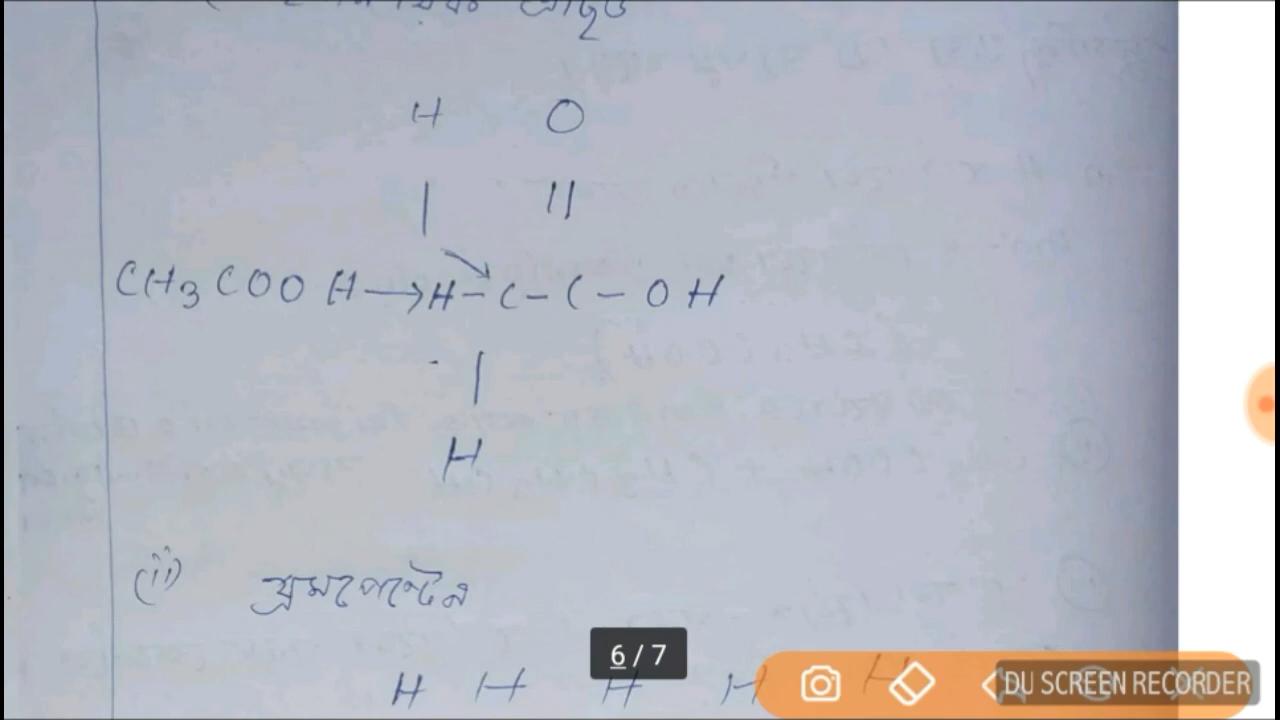 H O
| ||
CH3COOH → H - C - C - OH
|
H
(ii)
6 / 7
H H H H H
DU SCREEN RECORDER